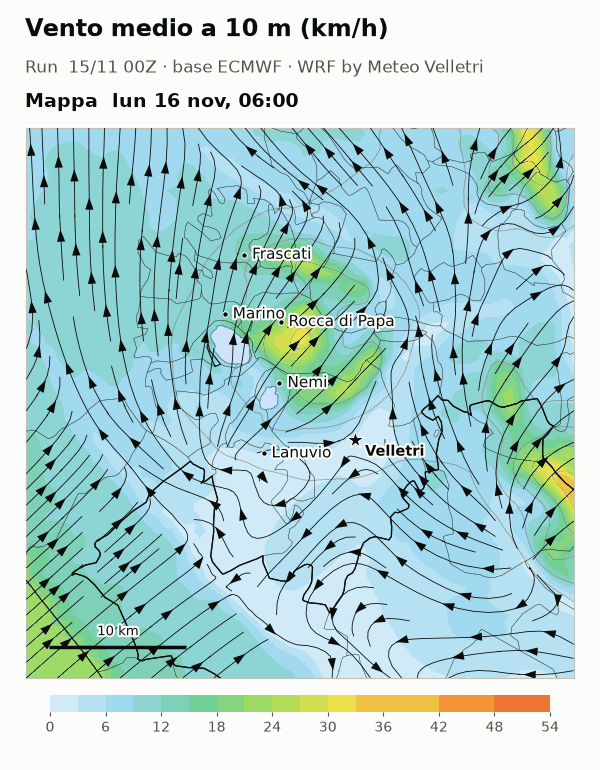 Vento medio a 10 m (km/h)
Run  15/11 00Z · base ECMWF · WRF by Meteo Velletri
Mappa  lun 16 nov, 06:00
Frascati
Marino
Rocca di Papa
Nemi
Velletri
Lanuvio
10 km
0 6 12 18 24 30 36 42 48 54